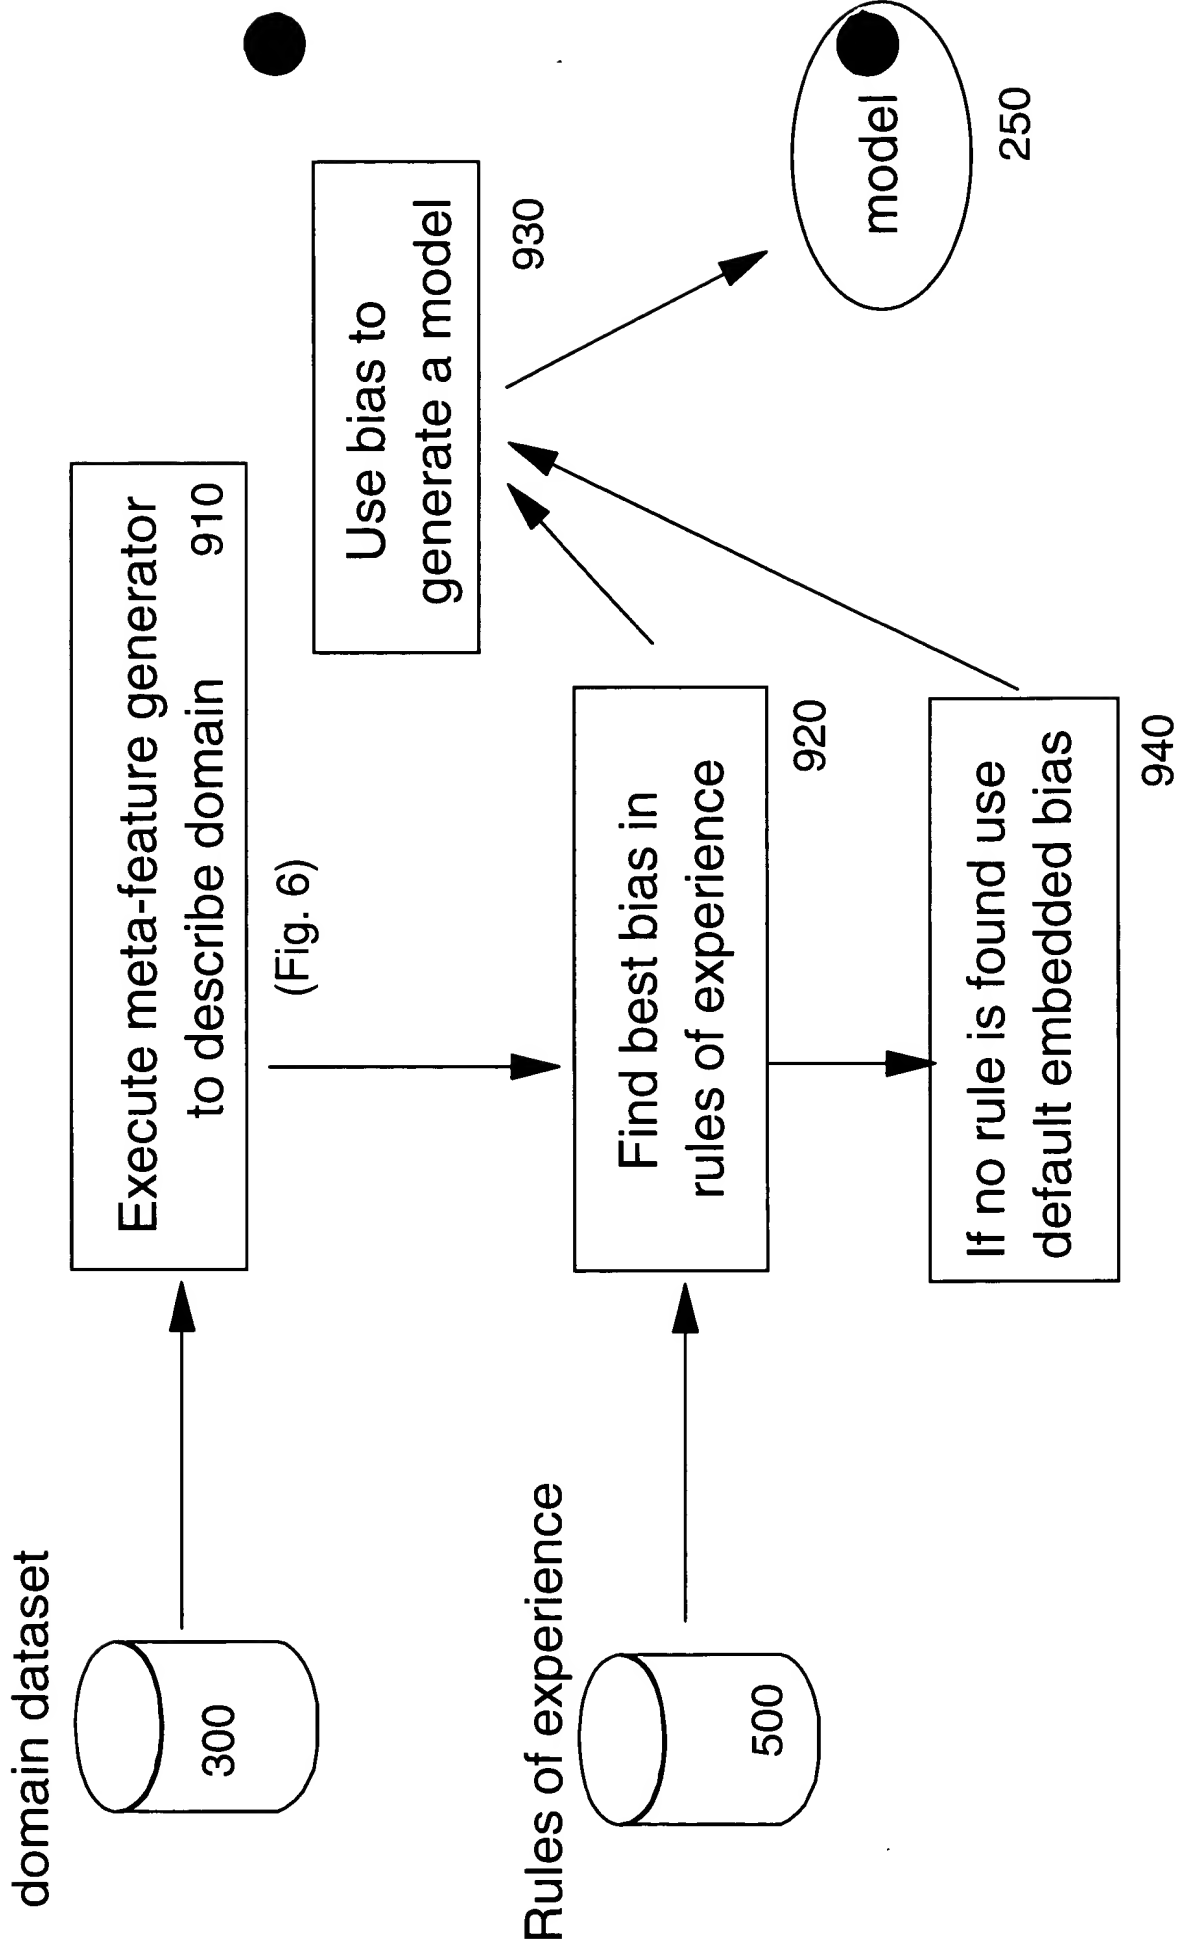 domain dataset
300
Execute meta-feature generator
to describe domain 910
(Fig. 6)
Use bias to
generate a model
930
Rules of experience
500
Find best bias in
rules of experience
920
model
250
If no rule is found use
default embedded bias
940